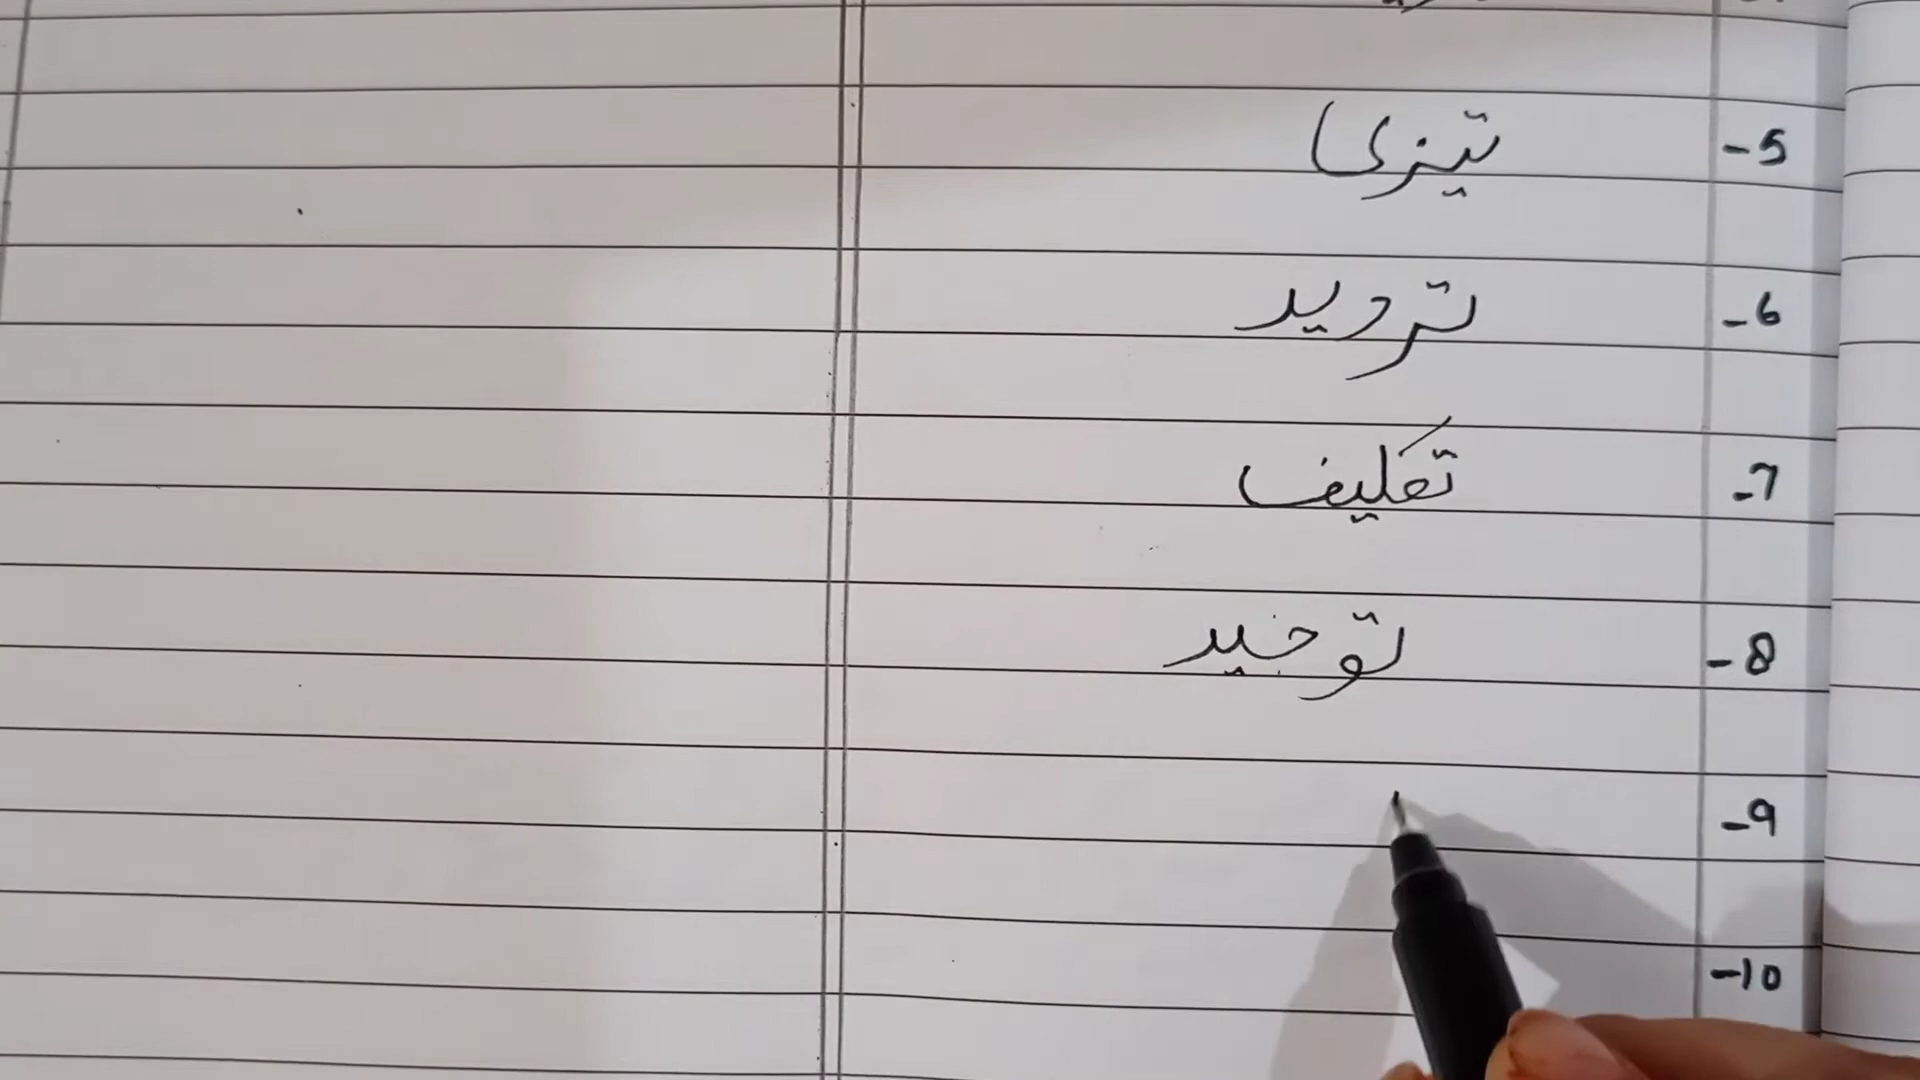 5- تیزی
6- تردید
7- تکلیف
8- توحید
9-
10-